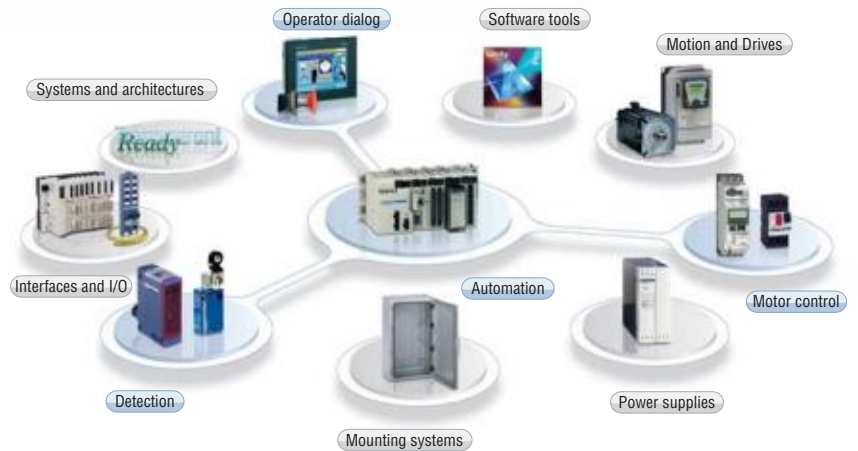 Operator dialog
Software tools
Motion and Drives
Systems and architectures
Ready
Interfaces and I/O
Automation
Motor control
Detection
Power supplies
Mounting systems